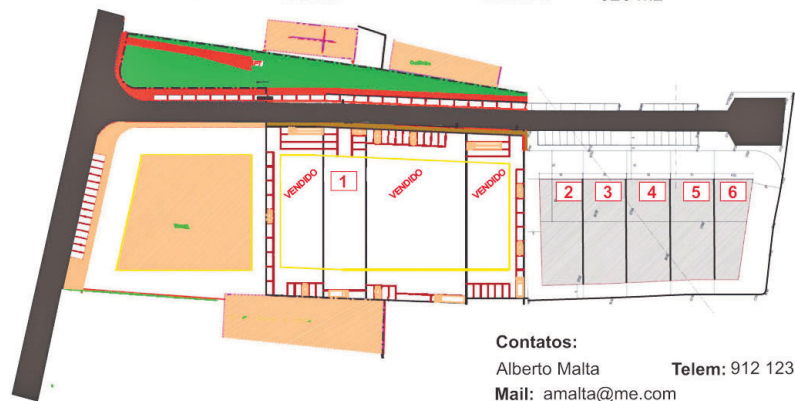 VENDIDO
1
VENDIDO
VENDIDO
2
3
4
5
6
Contatos:
Alberto Malta Telem: 912 123
Mail: amalta@me.com